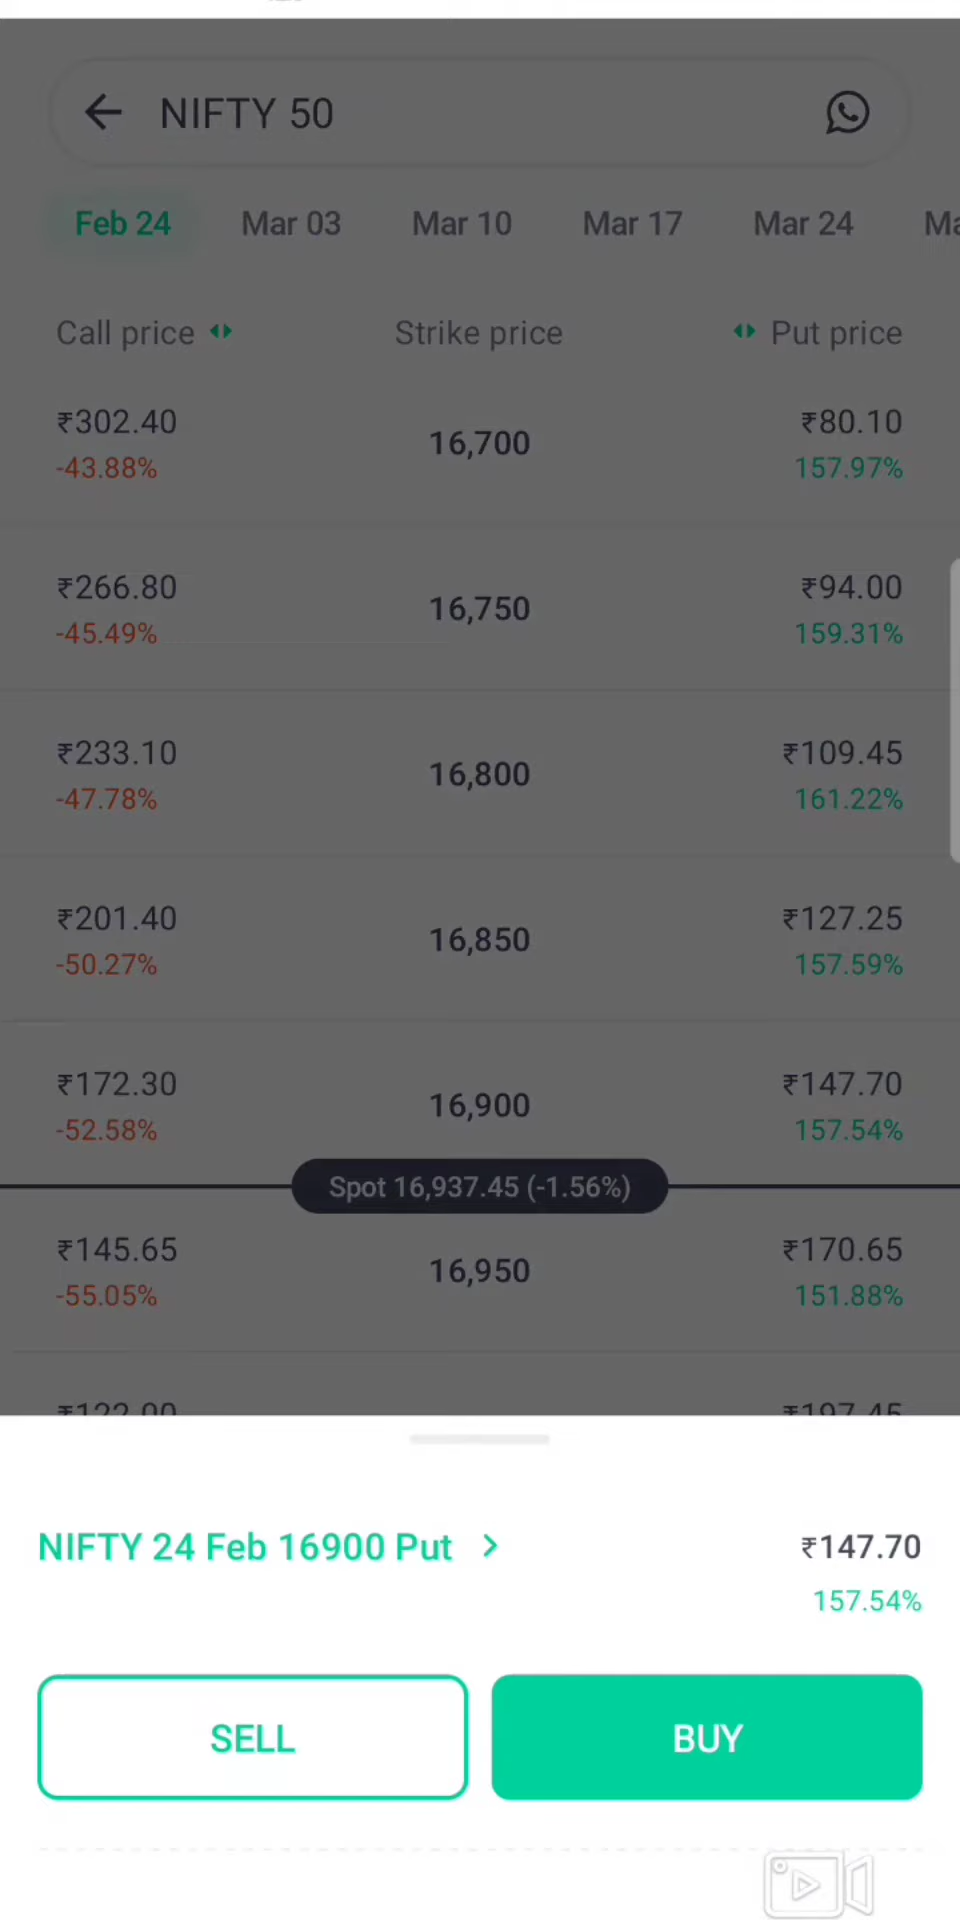 NIFTY 50
Feb 24 Mar 03 Mar 10 Mar 17 Mar 24
Call price Strike price Put price
₹302.40 16,700 ₹80.10
-43.88% 157.97%
₹266.80 16,750 ₹94.00
-45.49% 159.31%
₹233.10 16,800 ₹109.45
-47.78% 161.22%
₹201.40 16,850 ₹127.25
-50.27% 157.59%
₹172.30 16,900 ₹147.70
-52.58% 157.54%
Spot 16,937.45 (-1.56%)
₹145.65 16,950 ₹170.65
-55.05% 151.88%
₹122.00 ₹197.45
NIFTY 24 Feb 16900 Put ₹147.70
157.54%
SELL BUY